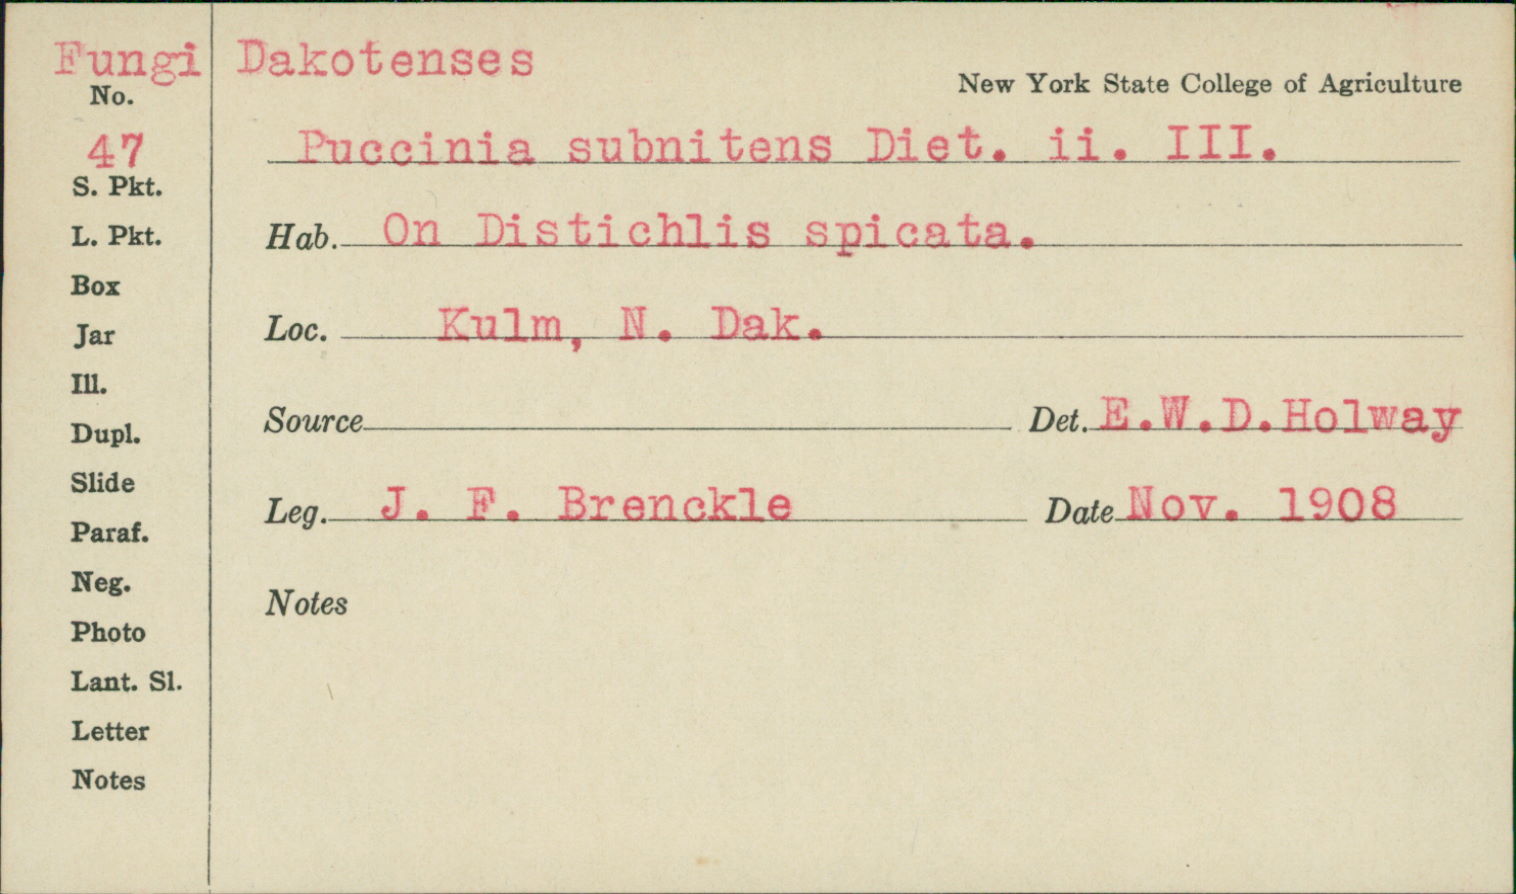 Fungi Dakotenses
New York State College of Agriculture
No.
47
Puccinia subnitens Diet. ii. III.
S. Pkt.
L. Pkt.
Hab. On Distichlis spicata.
Box
Jar
Loc. Kulm, N. Dak.
Ill.
Dupl.
Source Det. E.W.D.Holway
Slide
Leg. J. F. Brenckle Date Nov. 1908
Paraf.
Neg.
Notes
Photo
Lant. Sl.
Letter
Notes